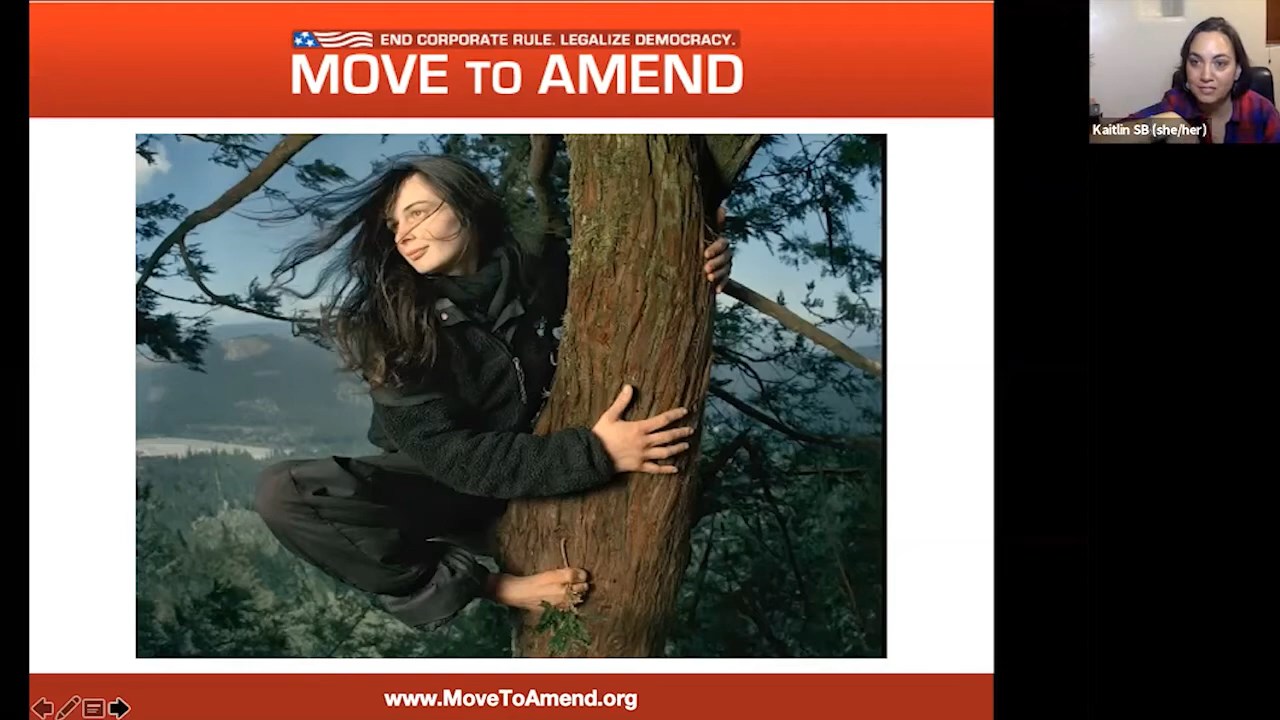 END CORPORATE RULE. LEGALIZE DEMOCRACY.
MOVE TO AMEND
Kaitlin SB (she/her)
www.MoveToAmend.org